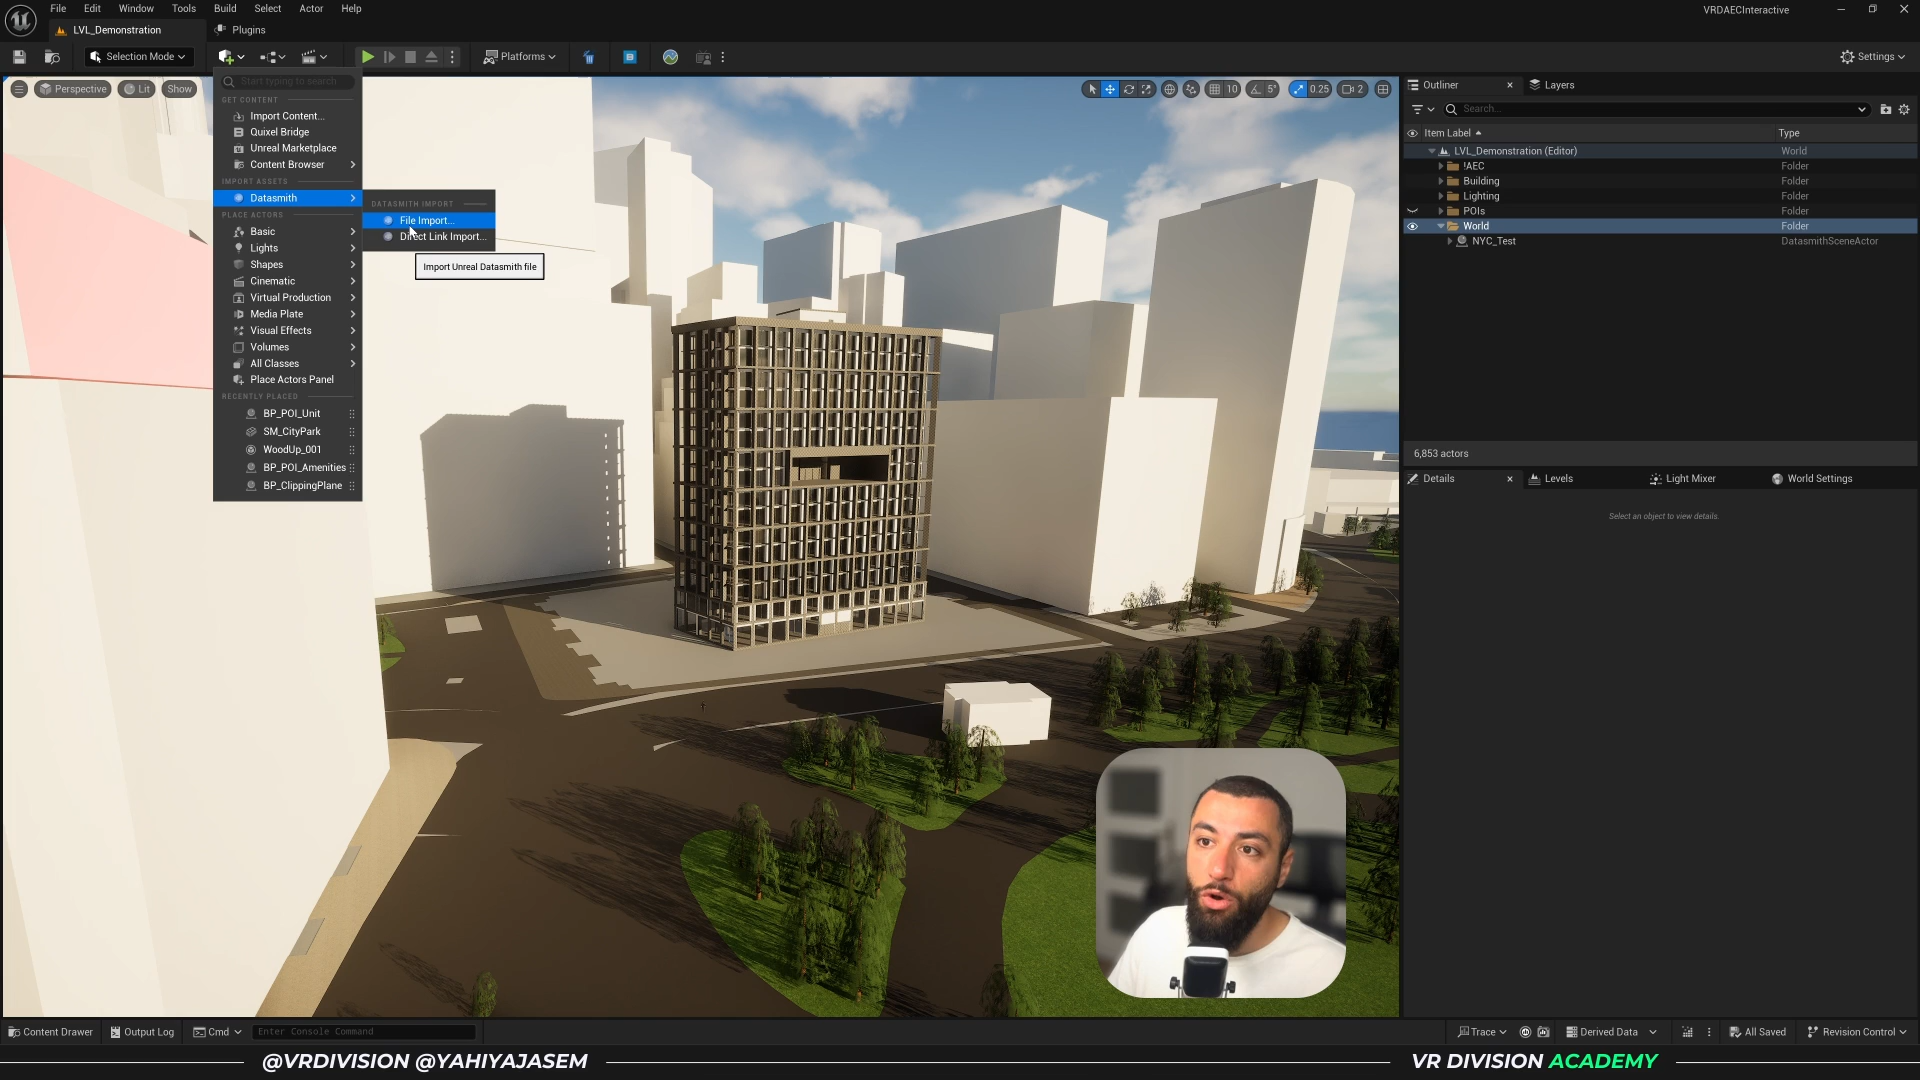 File Edit Window Tools Build Select Actor Help
VRDAECInteractive
LVL_Demonstration
Plugins
Selection Mode
Platforms
Settings
Perspective
Lit
Show
10
5°
0.25
2
Start typing to search
GET CONTENT
Import Content...
Quixel Bridge
Unreal Marketplace
Content Browser
IMPORT ASSETS
Datasmith
PLACE ACTORS
Basic
Lights
Shapes
Cinematic
Virtual Production
Media Plate
Visual Effects
Volumes
All Classes
Place Actors Panel
RECENTLY PLACED
BP_POI_Unit
SM_CityPark
WoodUp_001
BP_POI_Amenities
BP_ClippingPlane
DATASMITH IMPORT
File Import...
Direct Link Import...
Import Unreal Datasmith file
Outliner
Layers
Search...
Item Label Type
LVL_Demonstration (Editor) World
!AEC Folder
Building Folder
Lighting Folder
POIs Folder
World Folder
NYC_Test DatasmithSceneActor
6,853 actors
Details
Levels
Light Mixer
World Settings
Select an object to view details.
Content Drawer
Output Log
Cmd
Enter Console Command
Trace
Derived Data
All Saved
Revision Control
@VRDIVISION @YAHIYAJASEM
VR DIVISION ACADEMY